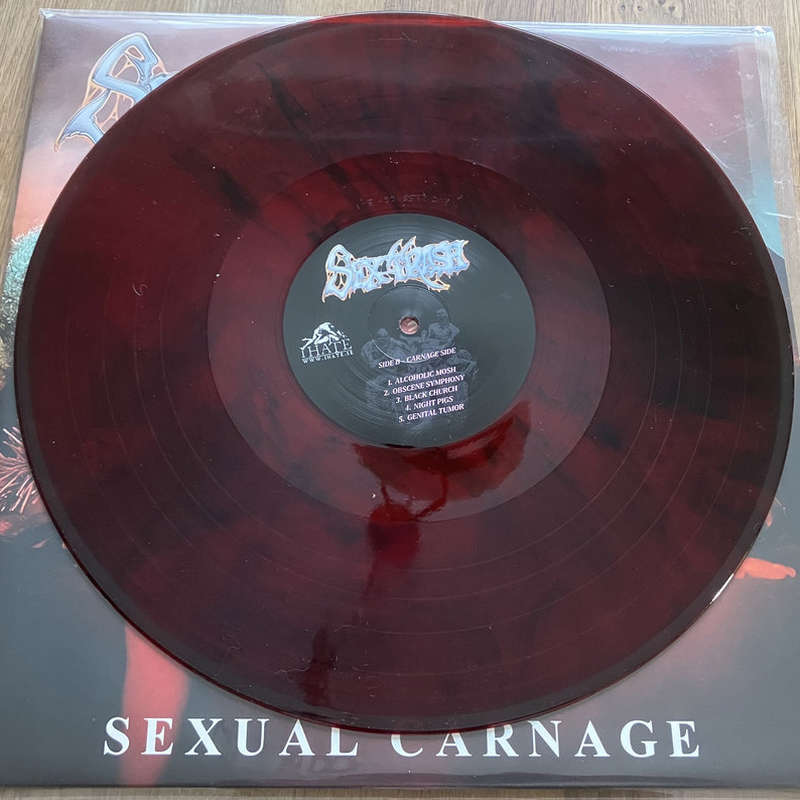 SEXTRASH
I HATE
WWW.IHATE.SE
SIDE B - CARNAGE SIDE
1. ALCOHOLIC MOSH
2. OBSCENE SYMPHONY
3. BLACK CHURCH
4. NIGHT PIGS
5. GENITAL TUMOR
SEXUAL CARNAGE